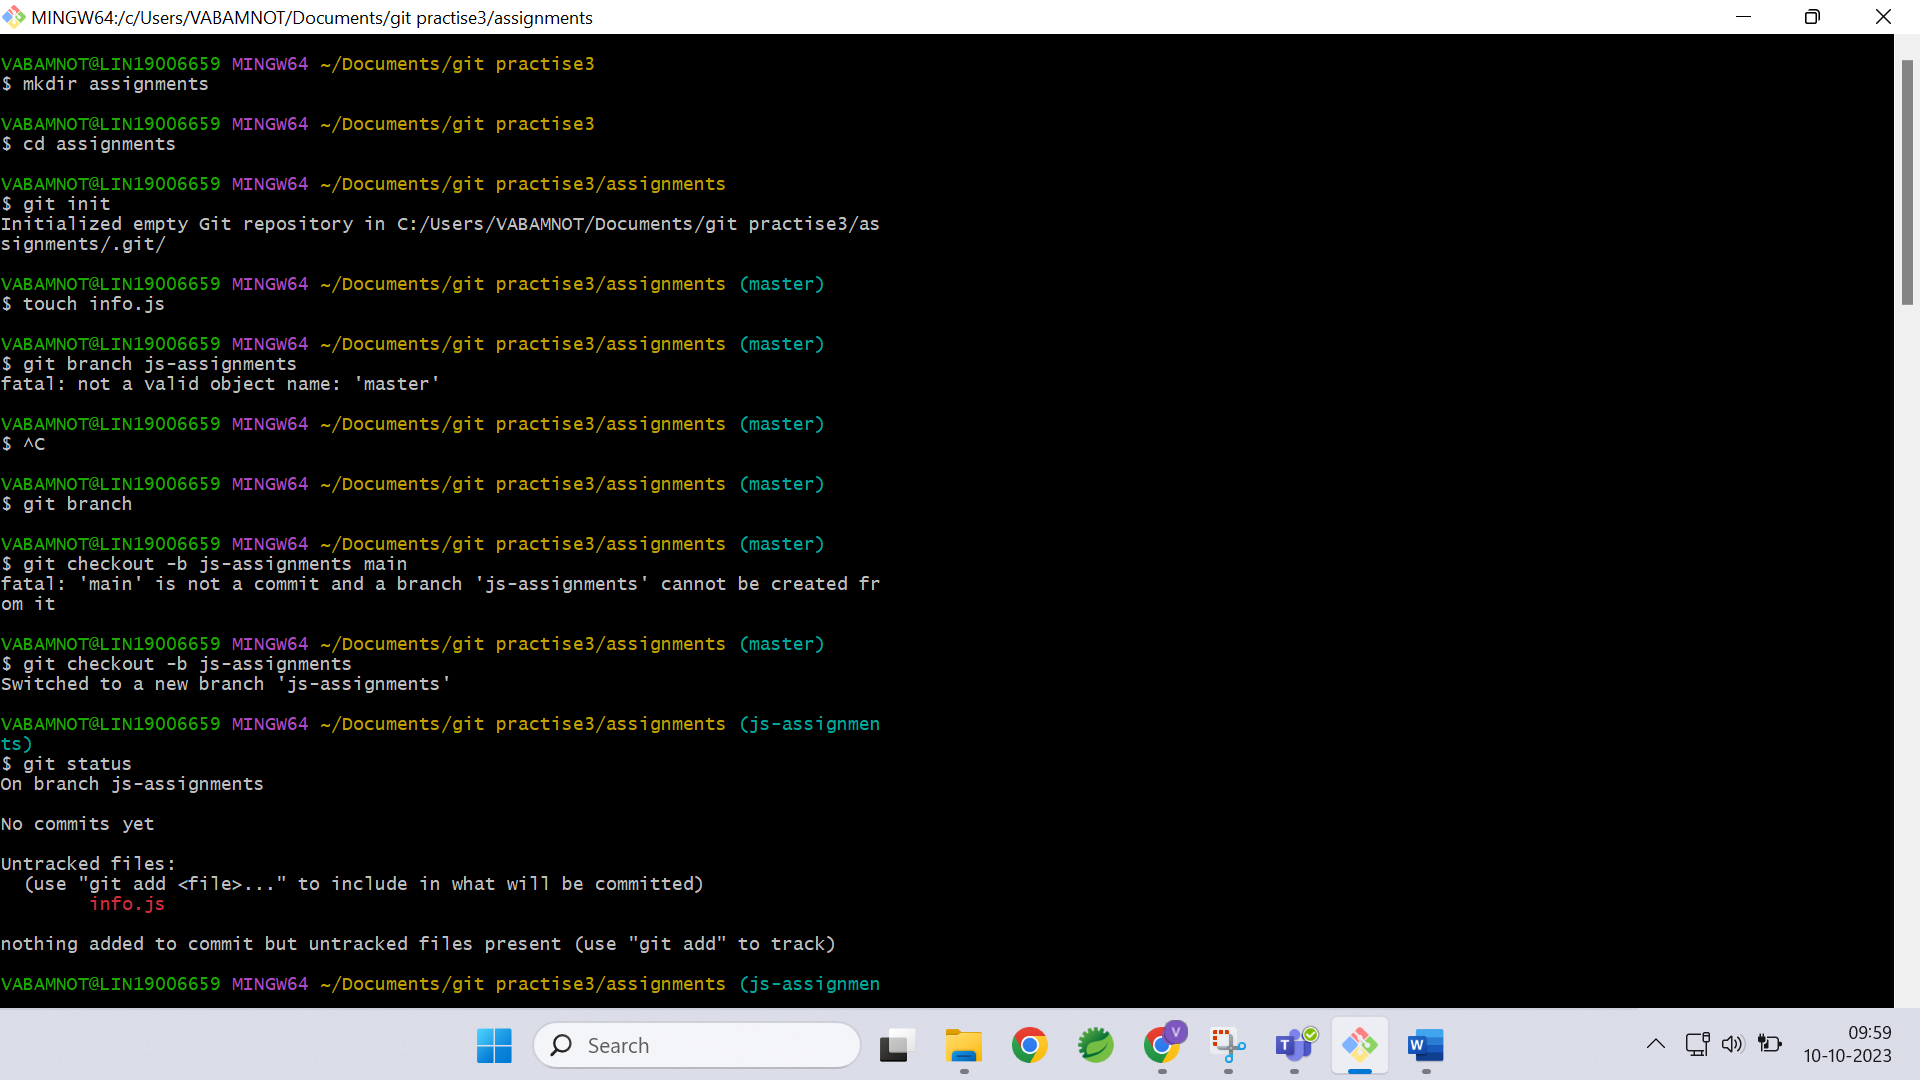 MINGW64:/c/Users/VABAMNOT/Documents/git practise3/assignments
VABAMNOT@LIN19006659 MINGW64 ~/Documents/git practise3
$ mkdir assignments
VABAMNOT@LIN19006659 MINGW64 ~/Documents/git practise3
$ cd assignments
VABAMNOT@LIN19006659 MINGW64 ~/Documents/git practise3/assignments
$ git init
Initialized empty Git repository in C:/Users/VABAMNOT/Documents/git practise3/as
signments/.git/
VABAMNOT@LIN19006659 MINGW64 ~/Documents/git practise3/assignments (master)
$ touch info.js
VABAMNOT@LIN19006659 MINGW64 ~/Documents/git practise3/assignments (master)
$ git branch js-assignments
fatal: not a valid object name: 'master'
VABAMNOT@LIN19006659 MINGW64 ~/Documents/git practise3/assignments (master)
$ ^C
VABAMNOT@LIN19006659 MINGW64 ~/Documents/git practise3/assignments (master)
$ git branch
VABAMNOT@LIN19006659 MINGW64 ~/Documents/git practise3/assignments (master)
$ git checkout -b js-assignments main
fatal: 'main' is not a commit and a branch 'js-assignments' cannot be created fr
om it
VABAMNOT@LIN19006659 MINGW64 ~/Documents/git practise3/assignments (master)
$ git checkout -b js-assignments
Switched to a new branch 'js-assignments'
VABAMNOT@LIN19006659 MINGW64 ~/Documents/git practise3/assignments (js-assignmen
ts)
$ git status
On branch js-assignments
No commits yet
Untracked files:
  (use "git add <file>..." to include in what will be committed)
        info.js
nothing added to commit but untracked files present (use "git add" to track)
VABAMNOT@LIN19006659 MINGW64 ~/Documents/git practise3/assignments (js-assignmen
Search
V
T
W
09:59
10-10-2023